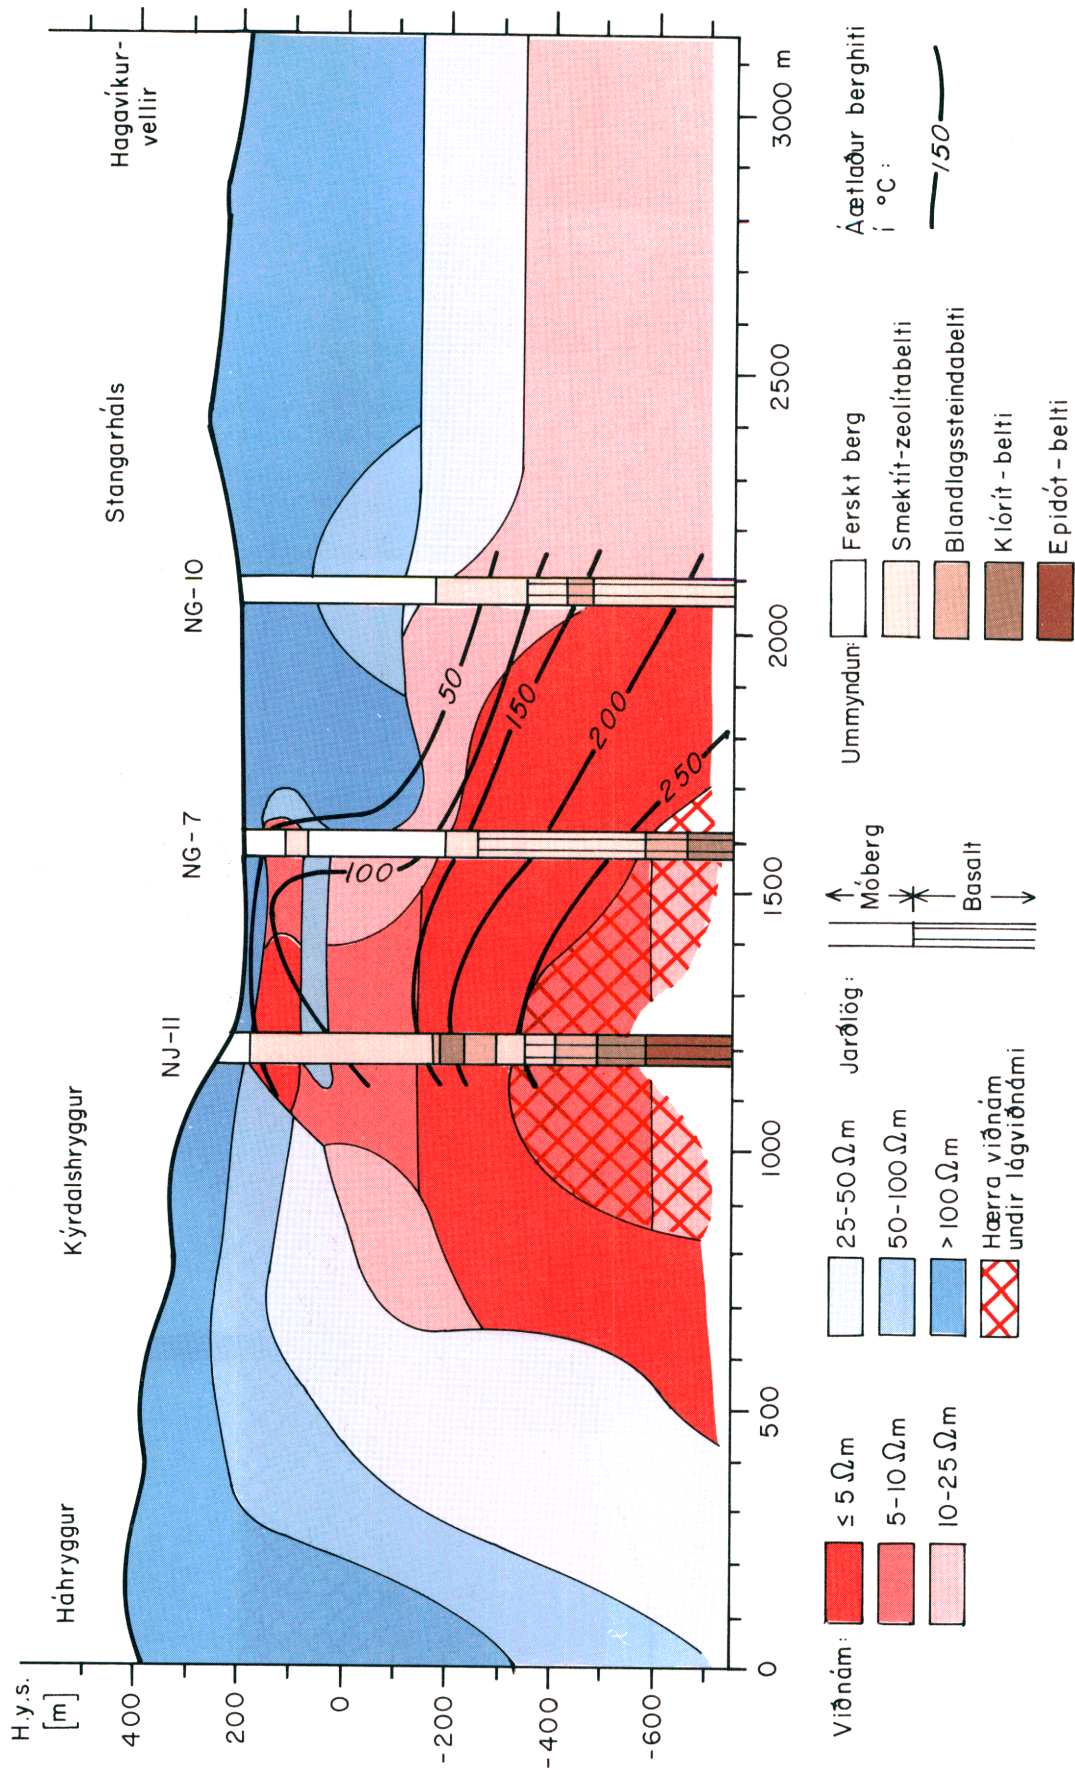 H.y.s.
[m]
400
200
0
-200
-400
-600
Háhryggur
Kýrdalshryggur
Stangarháls
Hagavíkur-
vellir
NJ-11
NG-7
NG-10
50
100
150
200
250
0
500
1000
1500
2000
2500
3000 m
Viðnám:
≤ 5 Ωm
5-10 Ωm
10-25 Ωm
25-50 Ωm
50-100 Ωm
> 100 Ωm
Hærra viðnám
undir lágviðnámi
Jarðlög:
Móberg
Basalt
Ummyndun:
Ferskt berg
Smektít-zeolítabelti
Blandlagssteindabelti
Klórít-belti
Epidót-belti
Áætlaður berghiti
í °C:
150